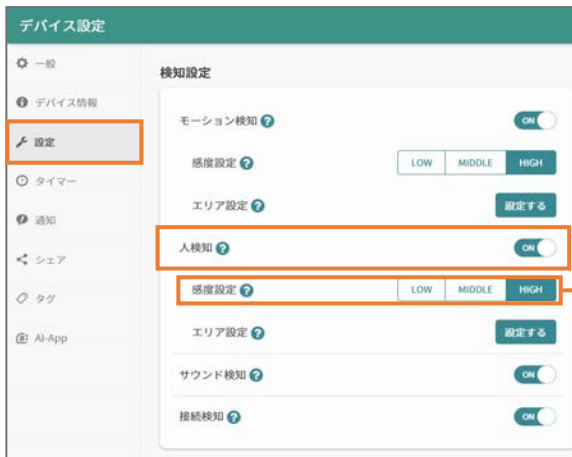 デバイス設定
一般
デバイス情報
設定
タイマー
通知
シェア
タグ
AI-App
検知設定
モーション検知 ? ON
感度設定 ? LOW MIDDLE HIGH
エリア設定 ? 設定する
人検知 ? ON
感度設定 ? LOW MIDDLE HIGH
エリア設定 ? 設定する
サウンド検知 ? ON
接続検知 ? ON